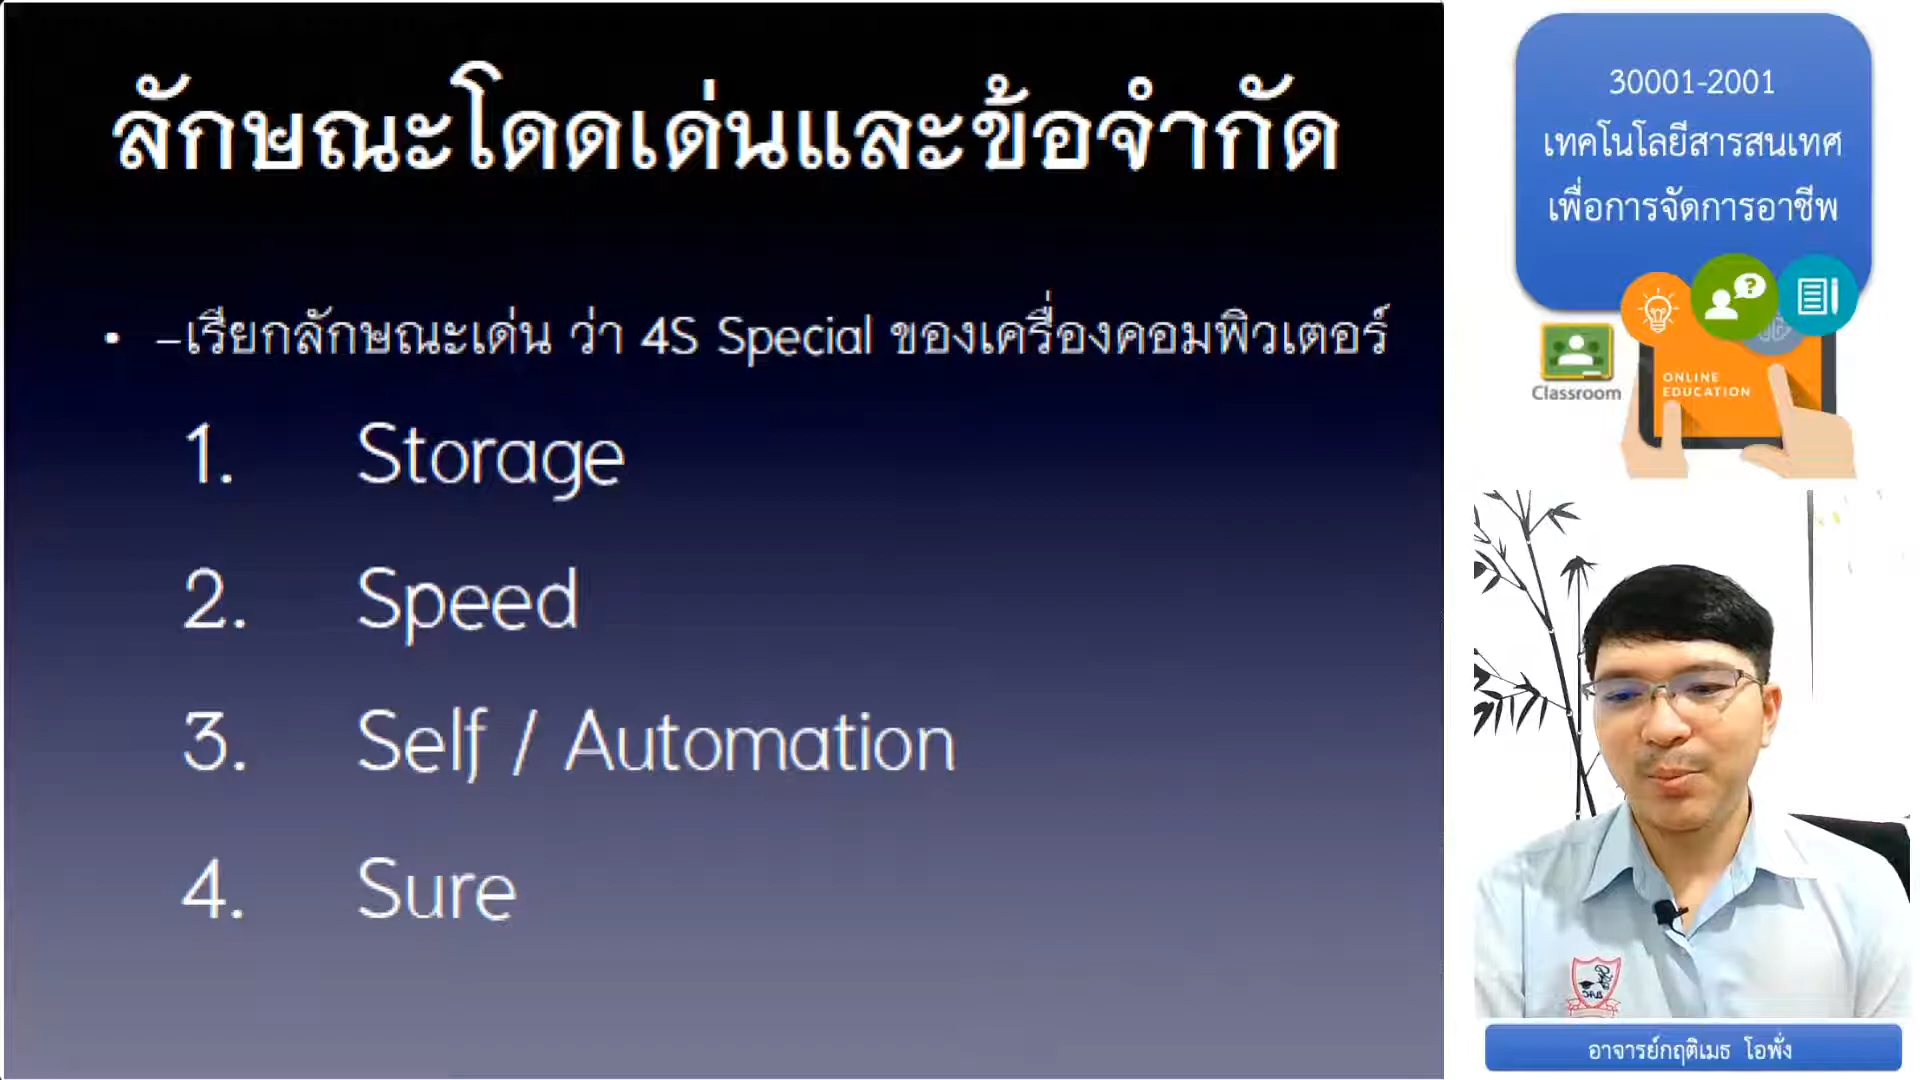 ลักษณะโดดเด่นและข้อจำกัด
• –เรียกลักษณะเด่น ว่า 4S Special ของเครื่องคอมพิวเตอร์
1. Storage
2. Speed
3. Self / Automation
4. Sure
30001-2001
เทคโนโลยีสารสนเทศ
เพื่อการจัดการอาชีพ
Classroom
ONLINE
EDUCATION
อาจารย์กฤติเมธ โอพั่ง